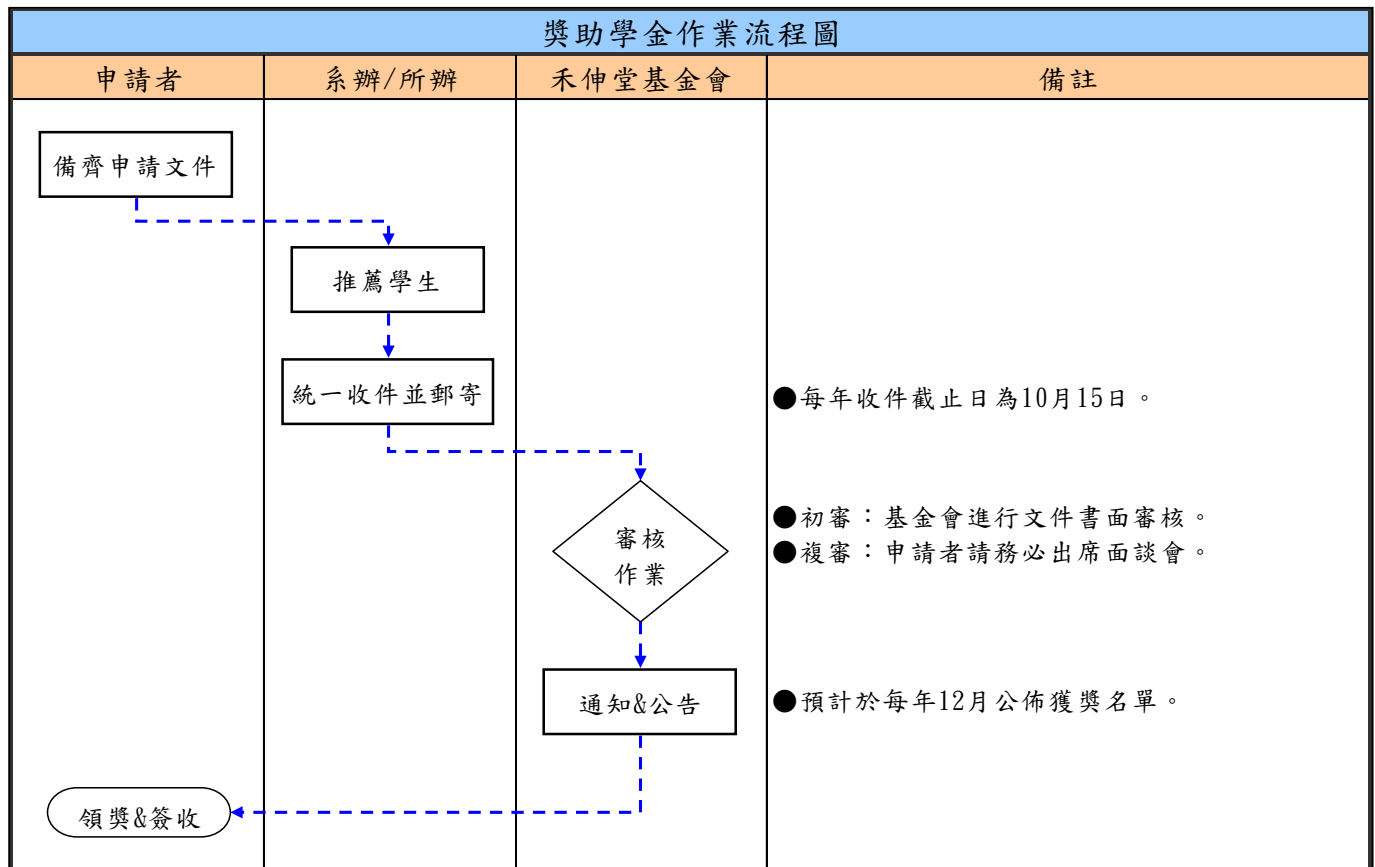 獎助學金作業流程圖
申請者
系辦/所辦
禾伸堂基金會
備註
備齊申請文件
推薦學生
統一收件並郵寄
●每年收件截止日為10月15日。
審核
作業
●初審：基金會進行文件書面審核。
●複審：申請者請務必出席面談會。
通知&公告
●預計於每年12月公佈獲獎名單。
領獎&簽收